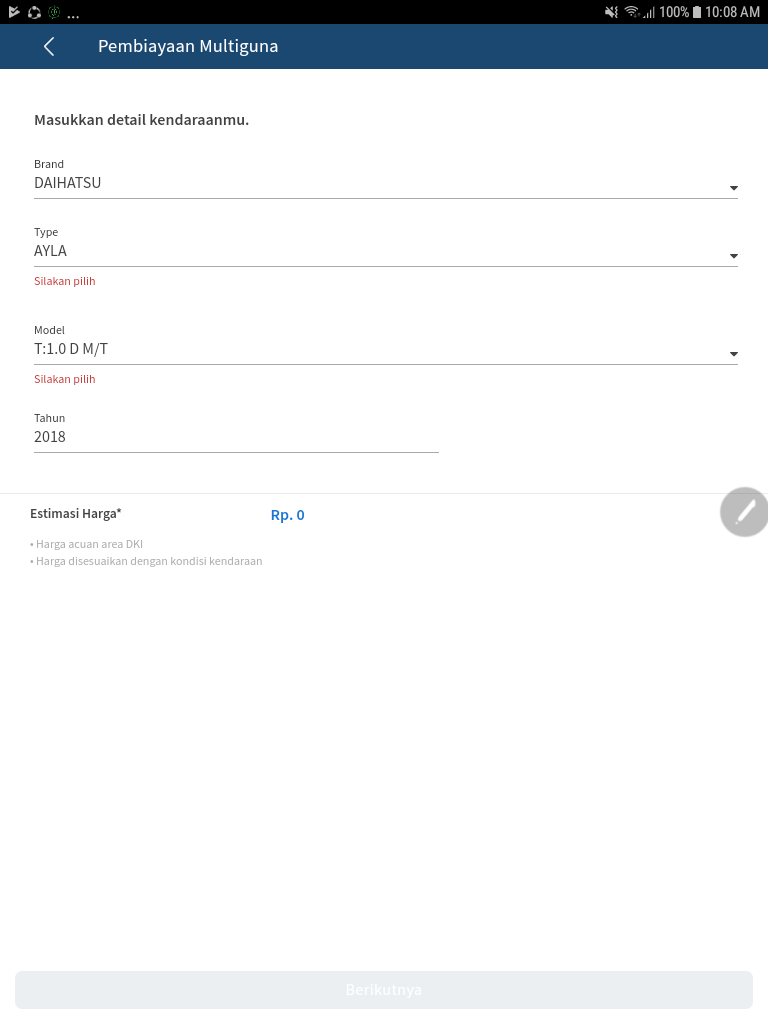 ... 100% 10:08 AM
Pembiayaan Multiguna
Masukkan detail kendaraanmu.
Brand
DAIHATSU
Type
AYLA
Silakan pilih
Model
T:1.0 D M/T
Silakan pilih
Tahun
2018
Estimasi Harga* Rp. 0
• Harga acuan area DKI
• Harga disesuaikan dengan kondisi kendaraan
Berikutnya